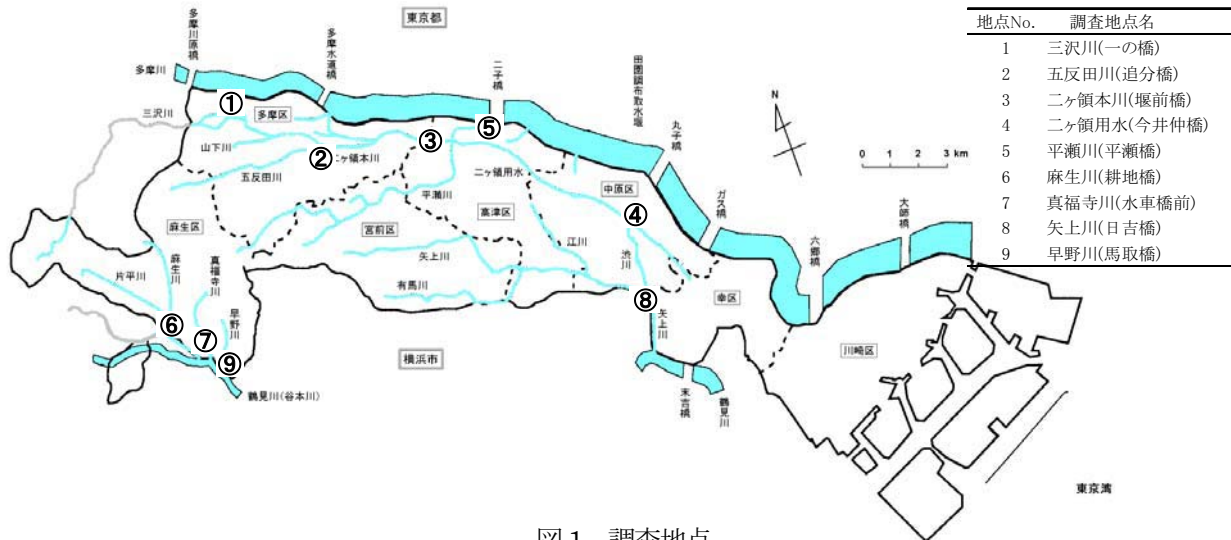 東京都
多摩川原橋
多摩水道橋
二子橋
田園調布取水堰
丸子橋
ガス橋
六郷橋
大師橋
多摩川
三沢川
①
多摩区
山下川
②
二ヶ領本川
③
⑤
五反田川
平瀬川
二ヶ領用水
中原区
④
N
0 1 2 3 km
麻生区
宮前区
高津区
江川
渋川
矢上川
有馬川
片平川
麻生川
真福寺川
早野川
⑥
⑦
⑨
⑧
矢上川
幸区
川崎区
横浜市
鶴見川(谷本川)
末吉橋
鶴見川
東京湾
地点No. 調査地点名
1 三沢川(一の橋)
2 五反田川(追分橋)
3 二ヶ領本川(堰前橋)
4 二ヶ領用水(今井仲橋)
5 平瀬川(平瀬橋)
6 麻生川(耕地橋)
7 真福寺川(水車橋前)
8 矢上川(日吉橋)
9 早野川(馬取橋)
図1 調査地点